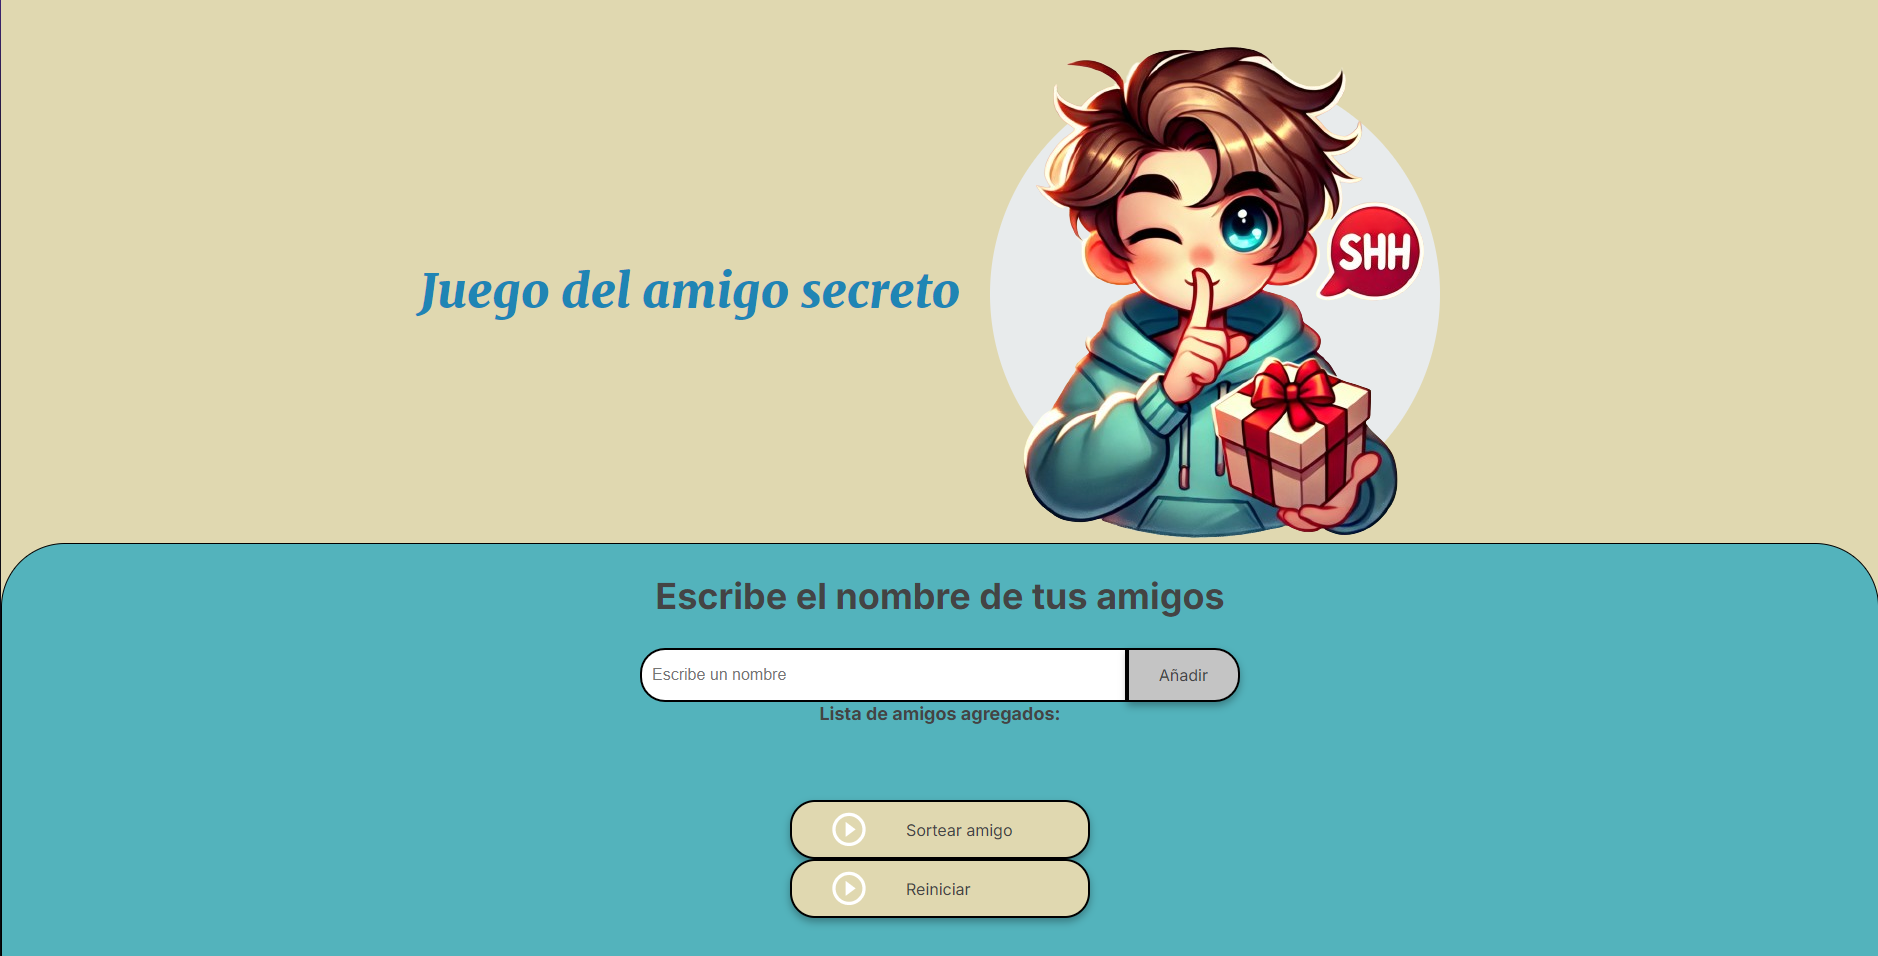 Juego del amigo secreto
SHH
Escribe el nombre de tus amigos
Escribe un nombre
Añadir
Lista de amigos agregados:
Sortear amigo
Reiniciar